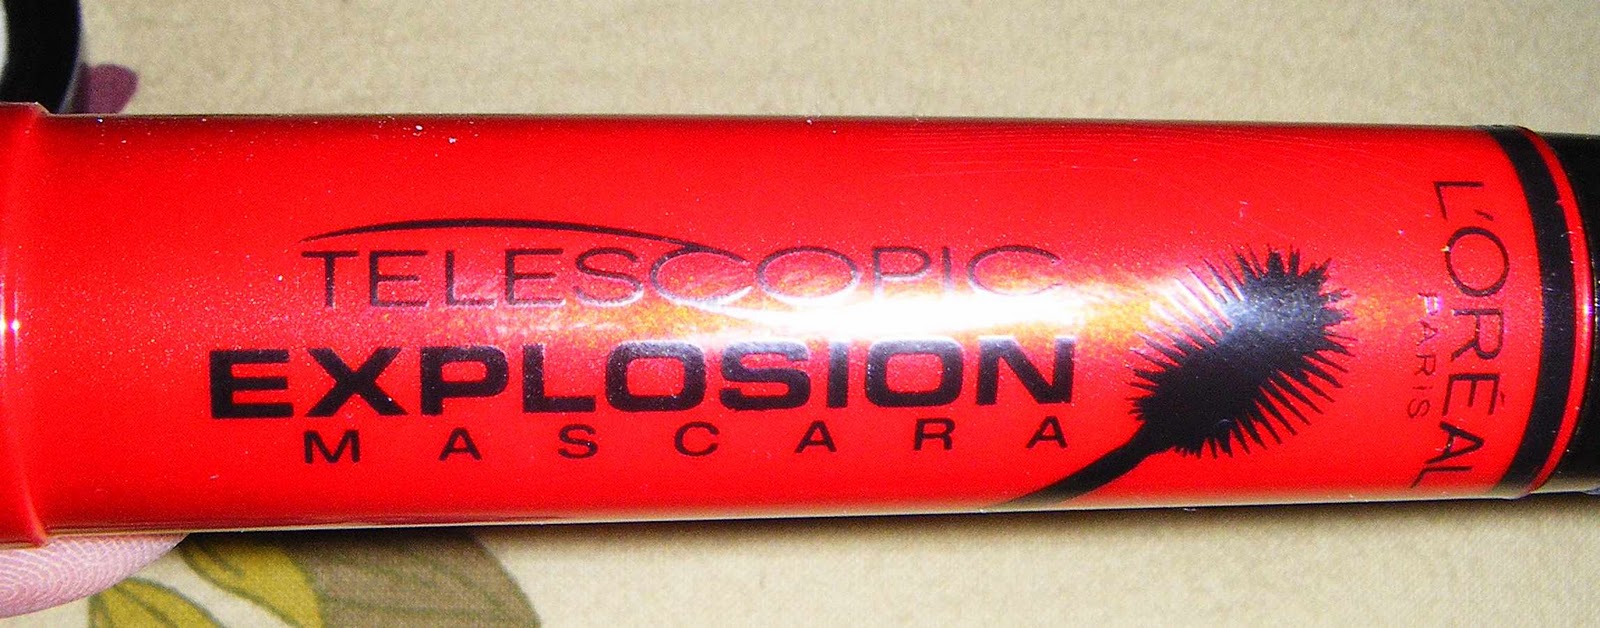 TELESCOPIC
EXPLOSION
MASCARA
L'ORÉAL
PARIS